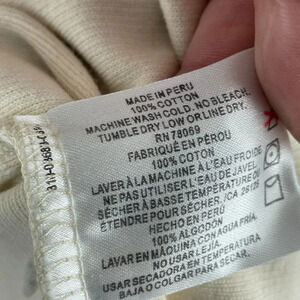 MADE IN PERU
100% COTTON
MACHINE WASH COLD. NO BLEACH.
TUMBLE DRY LOW OR LINE DRY.
RN 78069
FABRIQUÉ EN PÉROU
100% COTON
LAVER À LA MACHINE À L'EAU FROIDE
NE PAS UTILISER L'EAU DE JAVEL.
SÉCHER À BASSE TEMPÉRATURE OU
ÉTENDRE POUR SÉCHER. (CA 26125
HECHO EN PERÚ
100% ALGODÓN
LAVAR EN MÁQUINA CON AGUA FRÍA.
USAR SECADORA EN TEMPERATURA
BAJA O COLGAR PARA SECAR.